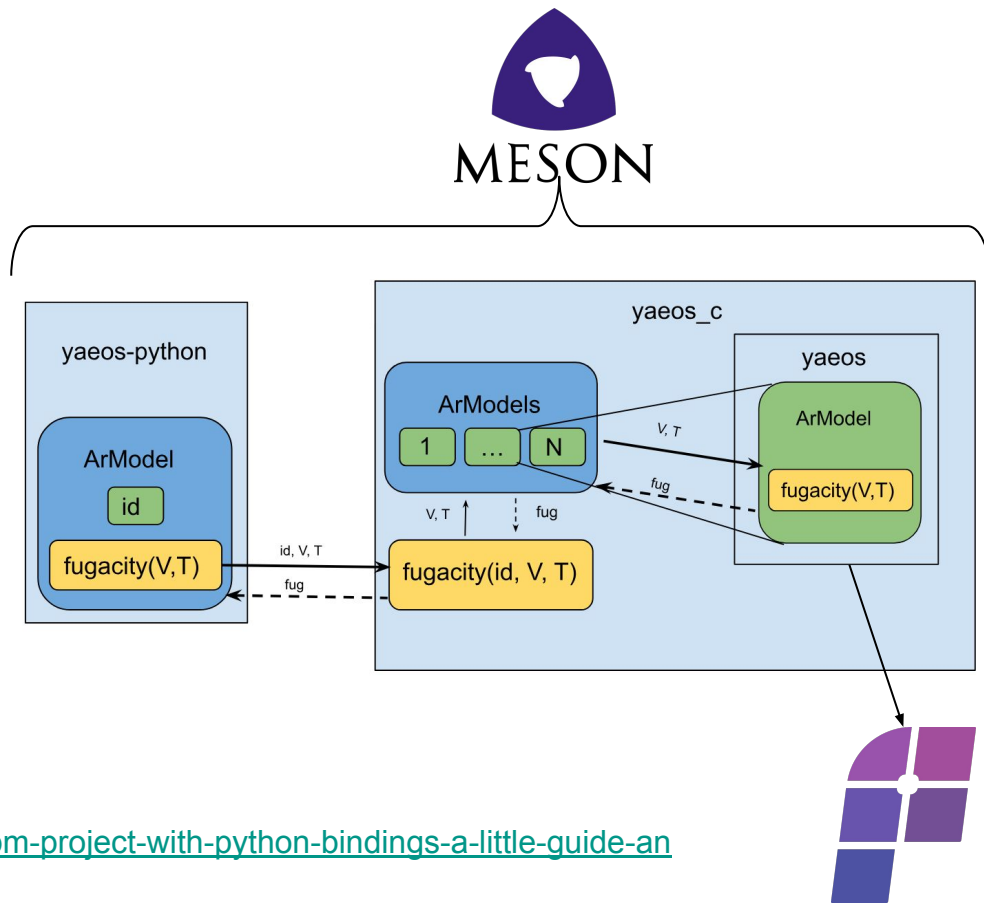 MESON
yaeos-python
ArModel
id
fugacity(V,T)
id, V, T
fug
yaeos_c
ArModels
1
...
N
V, T
fug
fugacity(id, V, T)
V, T
fug
yaeos
ArModel
fugacity(V,T)
om-project-with-python-bindings-a-little-guide-an